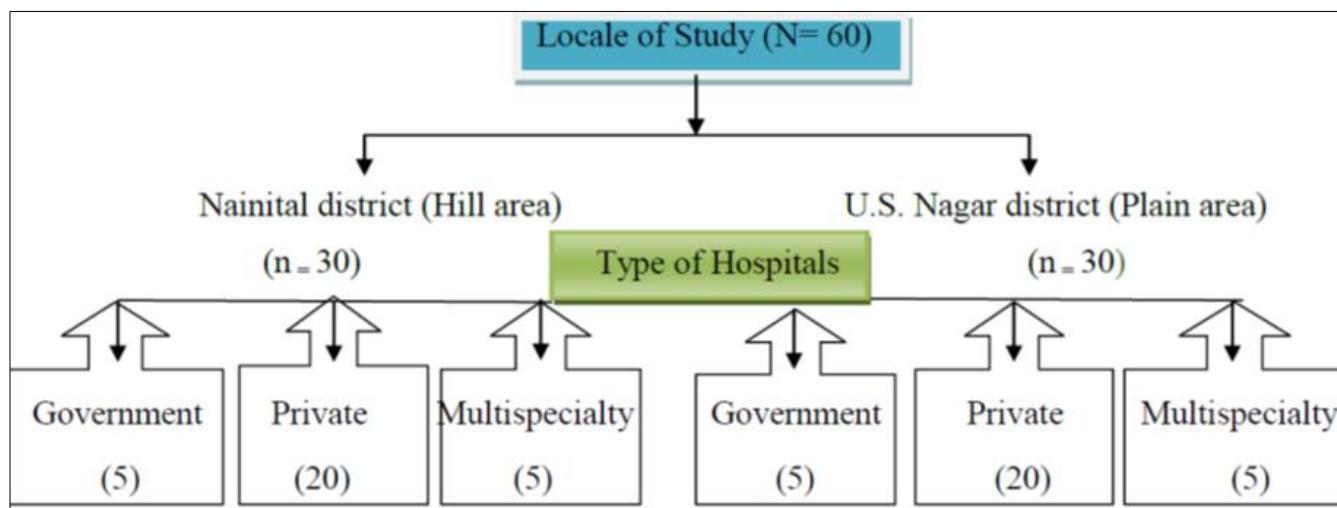 Locale of Study (N= 60)
Nainital district (Hill area)
(n = 30)
U.S. Nagar district (Plain area)
(n = 30)
Type of Hospitals
Government
(5)
Private
(20)
Multispecialty
(5)
Government
(5)
Private
(20)
Multispecialty
(5)